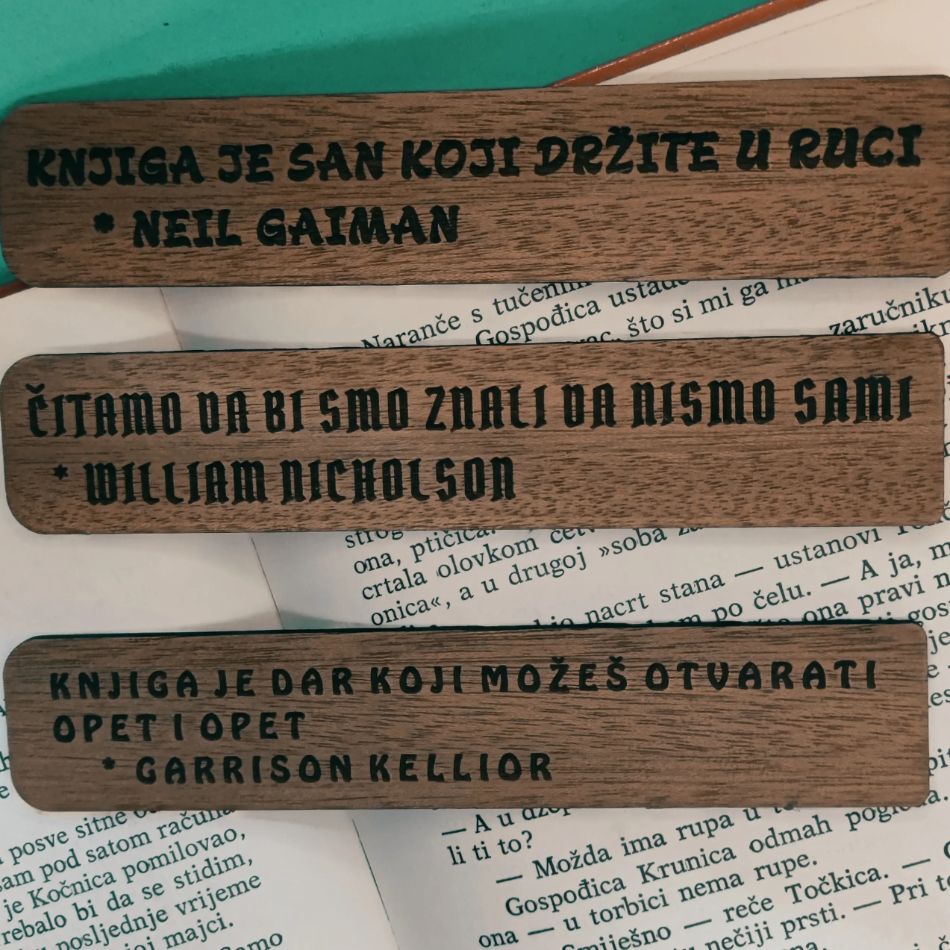 KNJIGA JE SAN KOJI DRŽITE U RUCI
* NEIL GAIMAN
Naranče s
Gospođica
što si mi ga
zaručniku
ČITAMO DA BI SMO ZNALI DA NISMO SAMI
* WILLIAM NICHOLSON
ona, ptičica.
crtala olovkom
onica«, a u drugoj »soba
nacrt stana — ustanovi
po čelu. — A ja,
ona pravi
KNJIGA JE DAR KOJI MOŽEŠ OTVARATI
OPET I OPET
* GARRISON KELLIOR
posve sitne
pod satom
je Kočnica pomilovao,
rebalo bi da se stidim,
posljednje vrijeme
majci.
— A u
li ti to?
— Možda ima rupa u
Gospođica Krunica odmah
ona — u torbici nema rupe.
— reče Točkica. —
nečiji prsti. — Pri